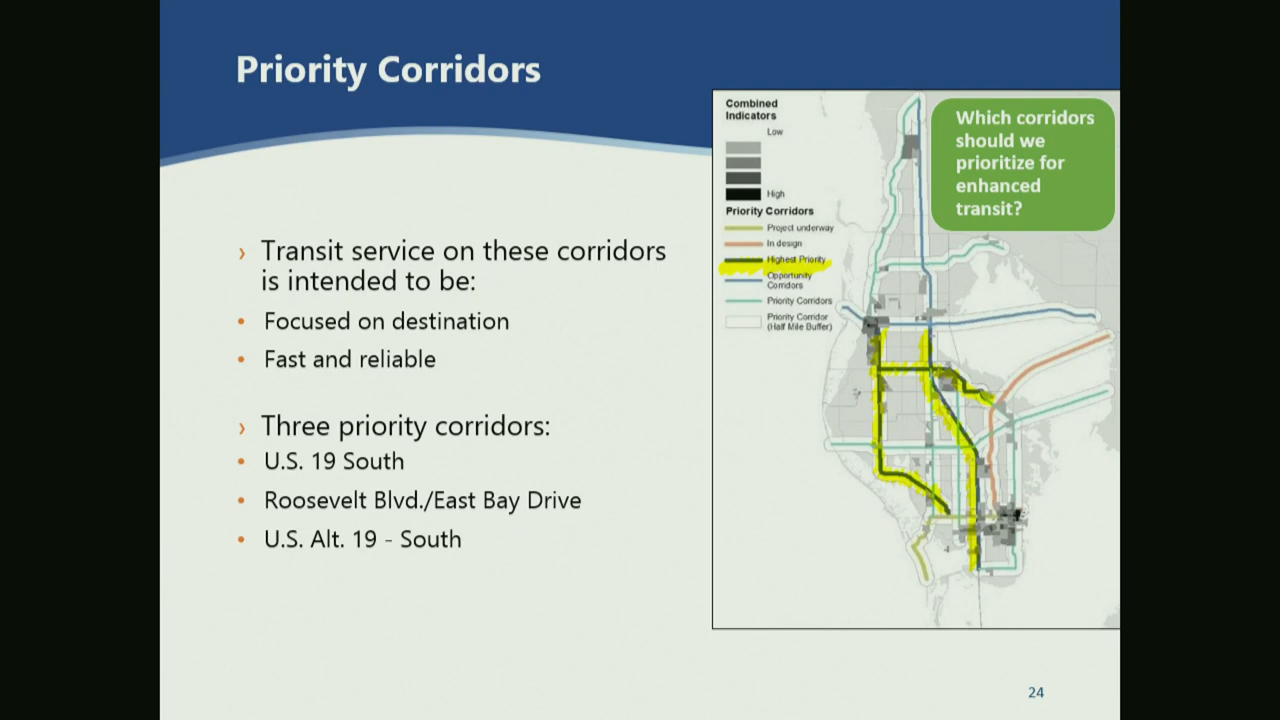 Priority Corridors
› Transit service on these corridors
is intended to be:
• Focused on destination
• Fast and reliable
› Three priority corridors:
• U.S. 19 South
• Roosevelt Blvd./East Bay Drive
• U.S. Alt. 19 - South
Combined
Indicators
Low
High
Priority Corridors
Project underway
In design
Highest Priority
Opportunity
Corridors
Priority Corridors
Priority Corridor
(Half Mile Buffer)
Which corridors
should we
prioritize for
enhanced
transit?
24